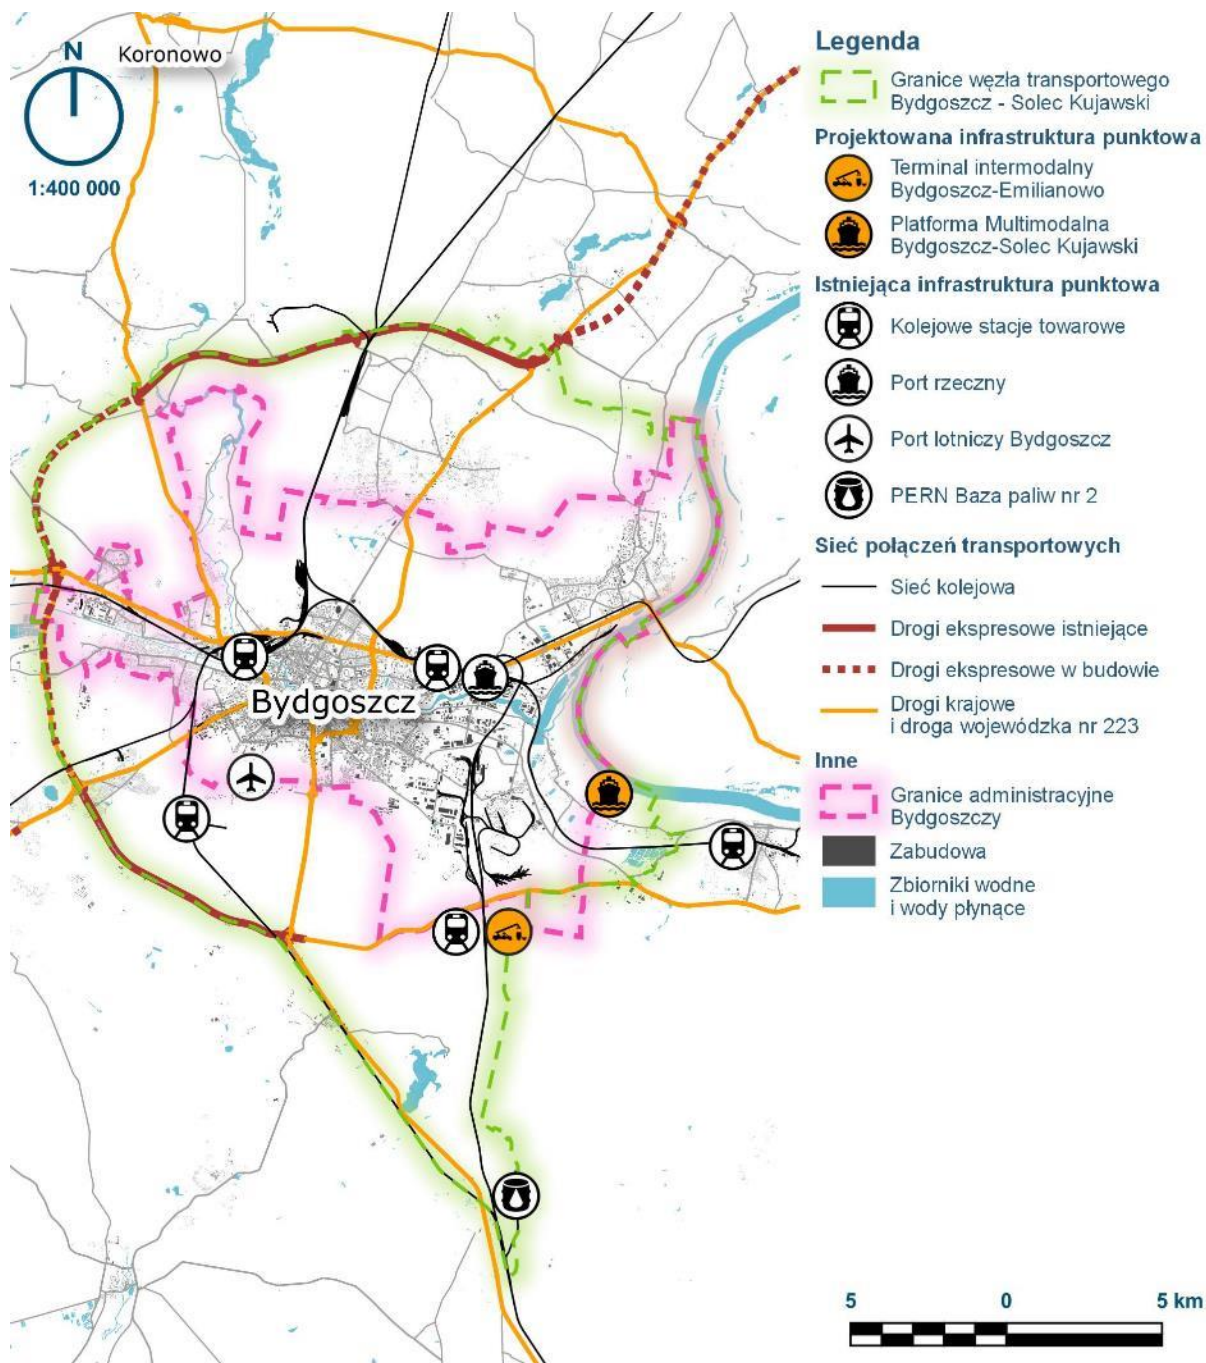 Koronowo
N
1:400 000
Bydgoszcz
Legenda
Granice węzła transportowego
Bydgoszcz - Solec Kujawski
Projektowana infrastruktura punktowa
Terminal intermodalny
Bydgoszcz-Emilianowo
Platforma Multimodalna
Bydgoszcz-Solec Kujawski
Istniejąca infrastruktura punktowa
Kolejowe stacje towarowe
Port rzeczny
Port lotniczy Bydgoszcz
PERN Baza paliw nr 2
Sieć połączeń transportowych
Sieć kolejowa
Drogi ekspresowe istniejące
Drogi ekspresowe w budowie
Drogi krajowe
i droga wojewódzka nr 223
Inne
Granice administracyjne
Bydgoszczy
Zabudowa
Zbiorniki wodne
i wody płynące
5 0 5 km